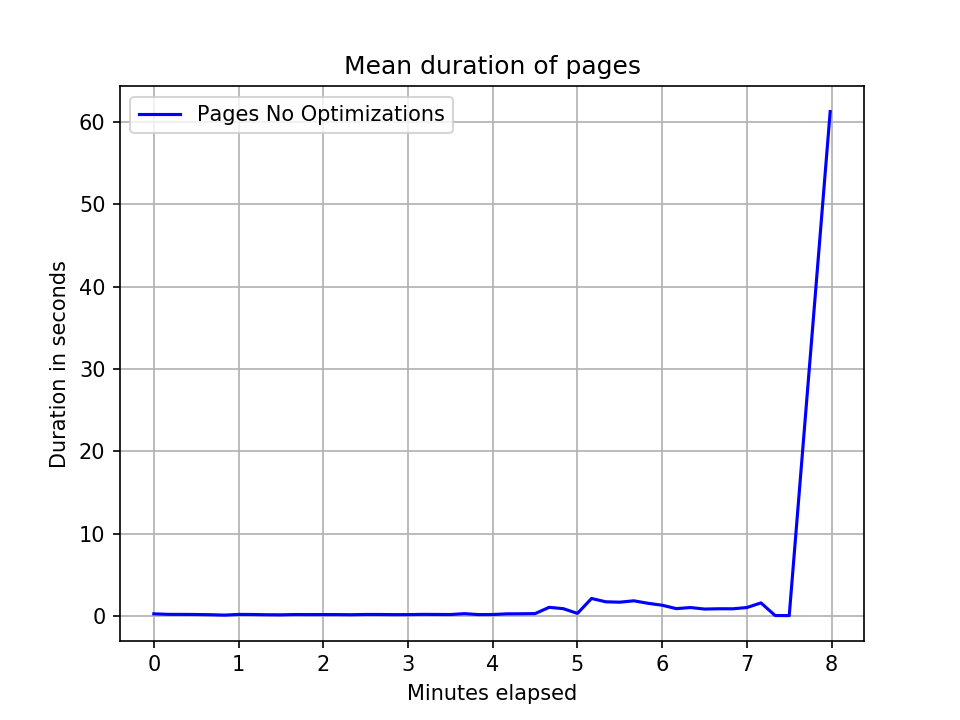 Mean duration of pages
Pages No Optimizations
60
50
40
30
20
10
0
Duration in seconds
0 1 2 3 4 5 6 7 8
Minutes elapsed